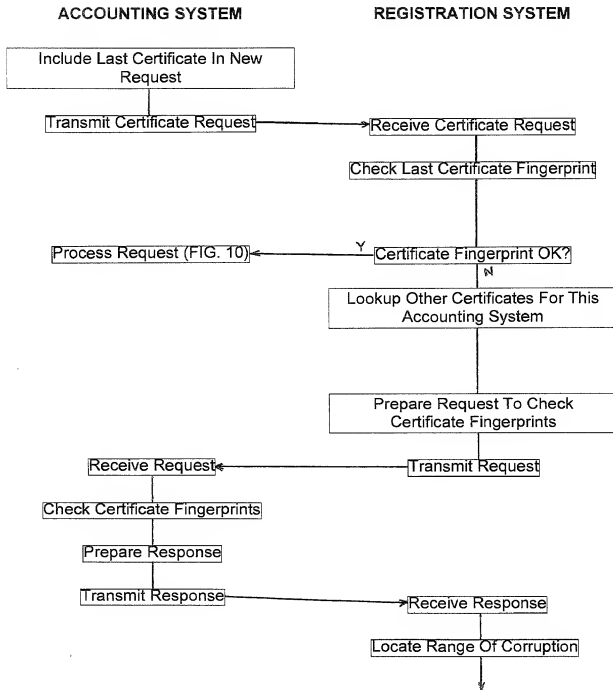 ACCOUNTING SYSTEM
REGISTRATION SYSTEM
Include Last Certificate In New
Request
Transmit Certificate Request
Receive Certificate Request
Check Last Certificate Fingerprint
Process Request (FIG. 10)
Y
Certificate Fingerprint OK?
N
Lookup Other Certificates For This
Accounting System
Prepare Request To Check
Certificate Fingerprints
Receive Request
Transmit Request
Check Certificate Fingerprints
Prepare Response
Transmit Response
Receive Response
Locate Range Of Corruption